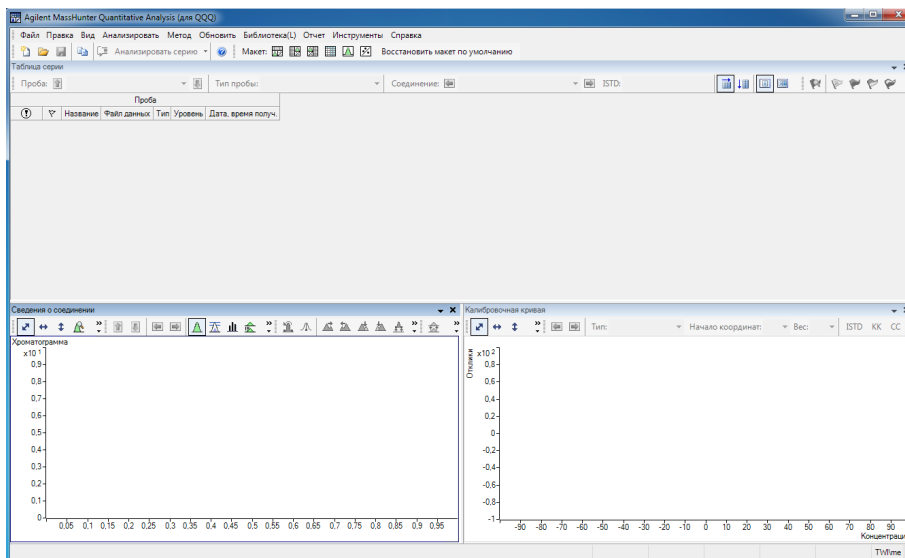 Agilent MassHunter Quantitative Analysis (для QQQ)
Файл Правка Вид Анализировать Метод Обновить Библиотека(L) Отчет Инструменты Справка
Анализировать серию Макет: Восстановить макет по умолчанию
Таблица серии
Проба: Тип пробы: Соединение: ISTD:
Проба
Название Файл данных Тип Уровень Дата, время получ.
Сведения о соединении
Хроматограмма
x10 1
0,9
0,8
0,7
0,6
0,5
0,4
0,3
0,2
0,1
0
0,05 0,1 0,15 0,2 0,25 0,3 0,35 0,4 0,45 0,5 0,55 0,6 0,65 0,7 0,75 0,8 0,85 0,9 0,95
Калибровочная кривая
Тип: Начало координат: Вес: ISTD КК СС
Отклики
x10 2
0,8
0,6
0,4
0,2
0
-0,2
-0,4
-0,6
-0,8
-1
-90 -80 -70 -60 -50 -40 -30 -20 -10 0 10 20 30 40 50 60 70 80 90
Концентраци